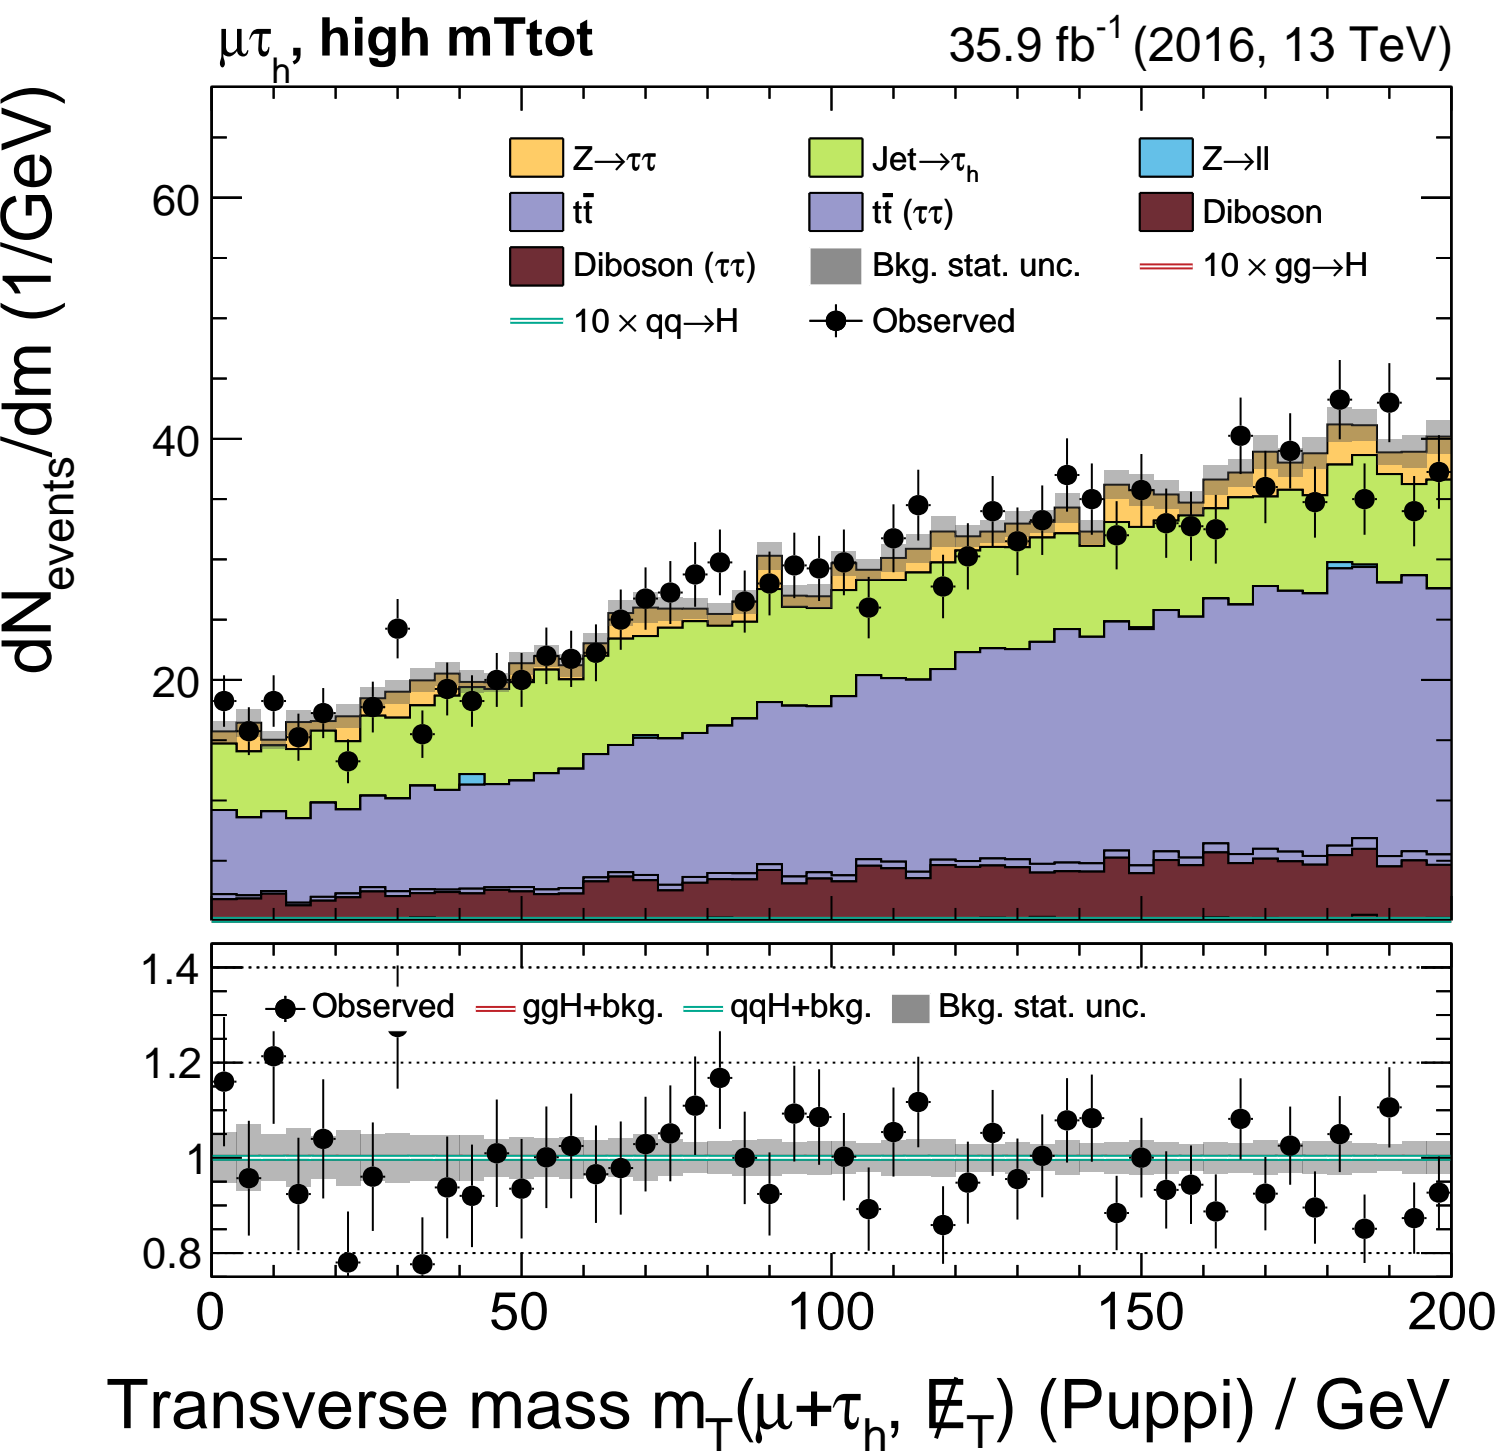 μτh, high mTtot 35.9 fb-1 (2016, 13 TeV)
dNevents/dm (1/GeV)
Z→ττ Jet→τh Z→ll
tt̄ tt̄ (ττ) Diboson
Diboson (ττ) Bkg. stat. unc. 10 × gg→H
10 × qq→H Observed
60
40
20
1.4
Observed ggH+bkg. qqH+bkg. Bkg. stat. unc.
1.2
1
0.8
0 50 100 150 200
Transverse mass mT(μ+τh, E̸T) (Puppi) / GeV